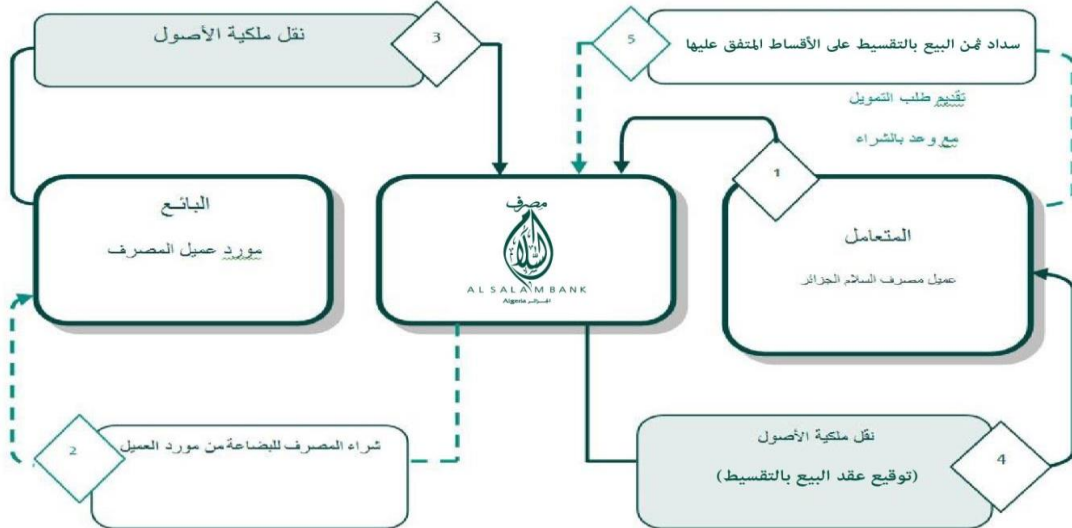 نقل ملكية الأصول
3
5
سداد ثمن البيع بالتقسيط على الأقساط المتفق عليها
تقديم طلب التمويل
مع وعد بالشراء
1
البائع
مورد عميل المصرف
مصرف
السلام
AL SALAM BANK
Algeria الجزائر
المتعامل
عميل مصرف السلام الجزائر
2
شراء المصرف للبضاعة من مورد العميل
نقل ملكية الأصول
(توقيع عقد البيع بالتقسيط)
4